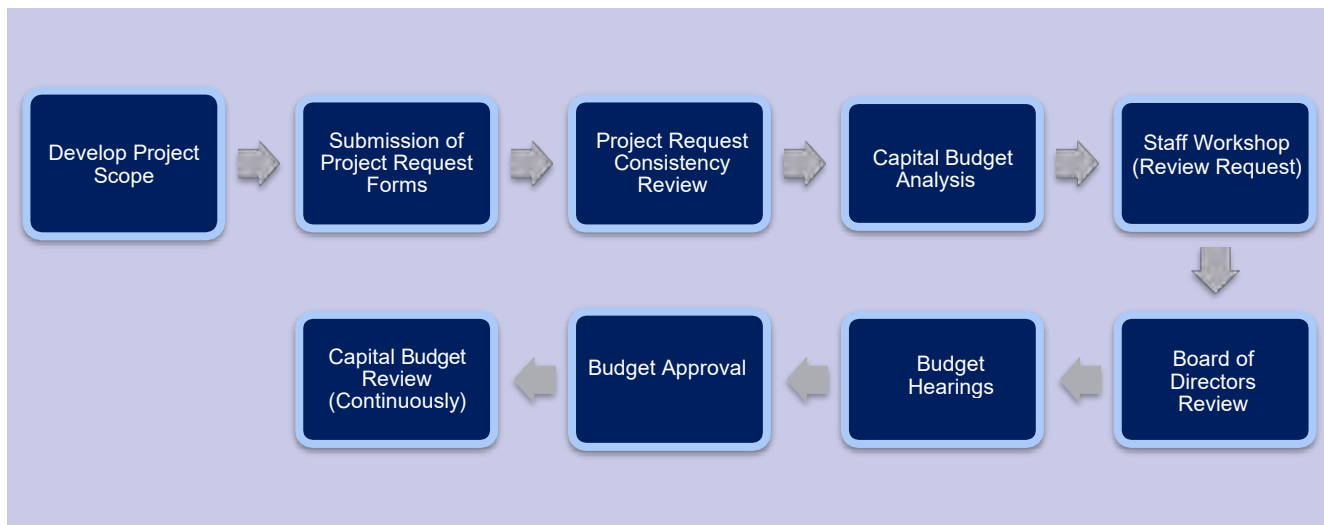 Develop Project
Scope
Submission of
Project Request
Forms
Project Request
Consistency
Review
Capital Budget
Analysis
Staff Workshop
(Review Request)
Board of
Directors
Review
Budget
Hearings
Budget Approval
Capital Budget
Review
(Continuously)